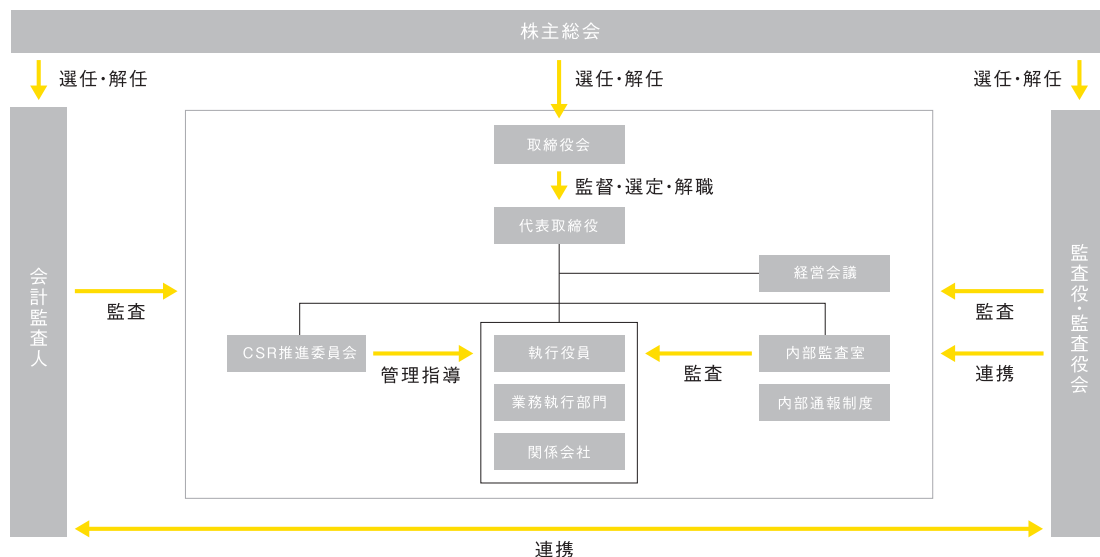 株主総会
選任・解任
選任・解任
選任・解任
取締役会
監督・選定・解職
代表取締役
経営会議
会計監査人
監査
監査役・監査役会
監査
CSR推進委員会
管理指導
執行役員
監査
内部監査室
連携
業務執行部門
内部通報制度
関係会社
連携